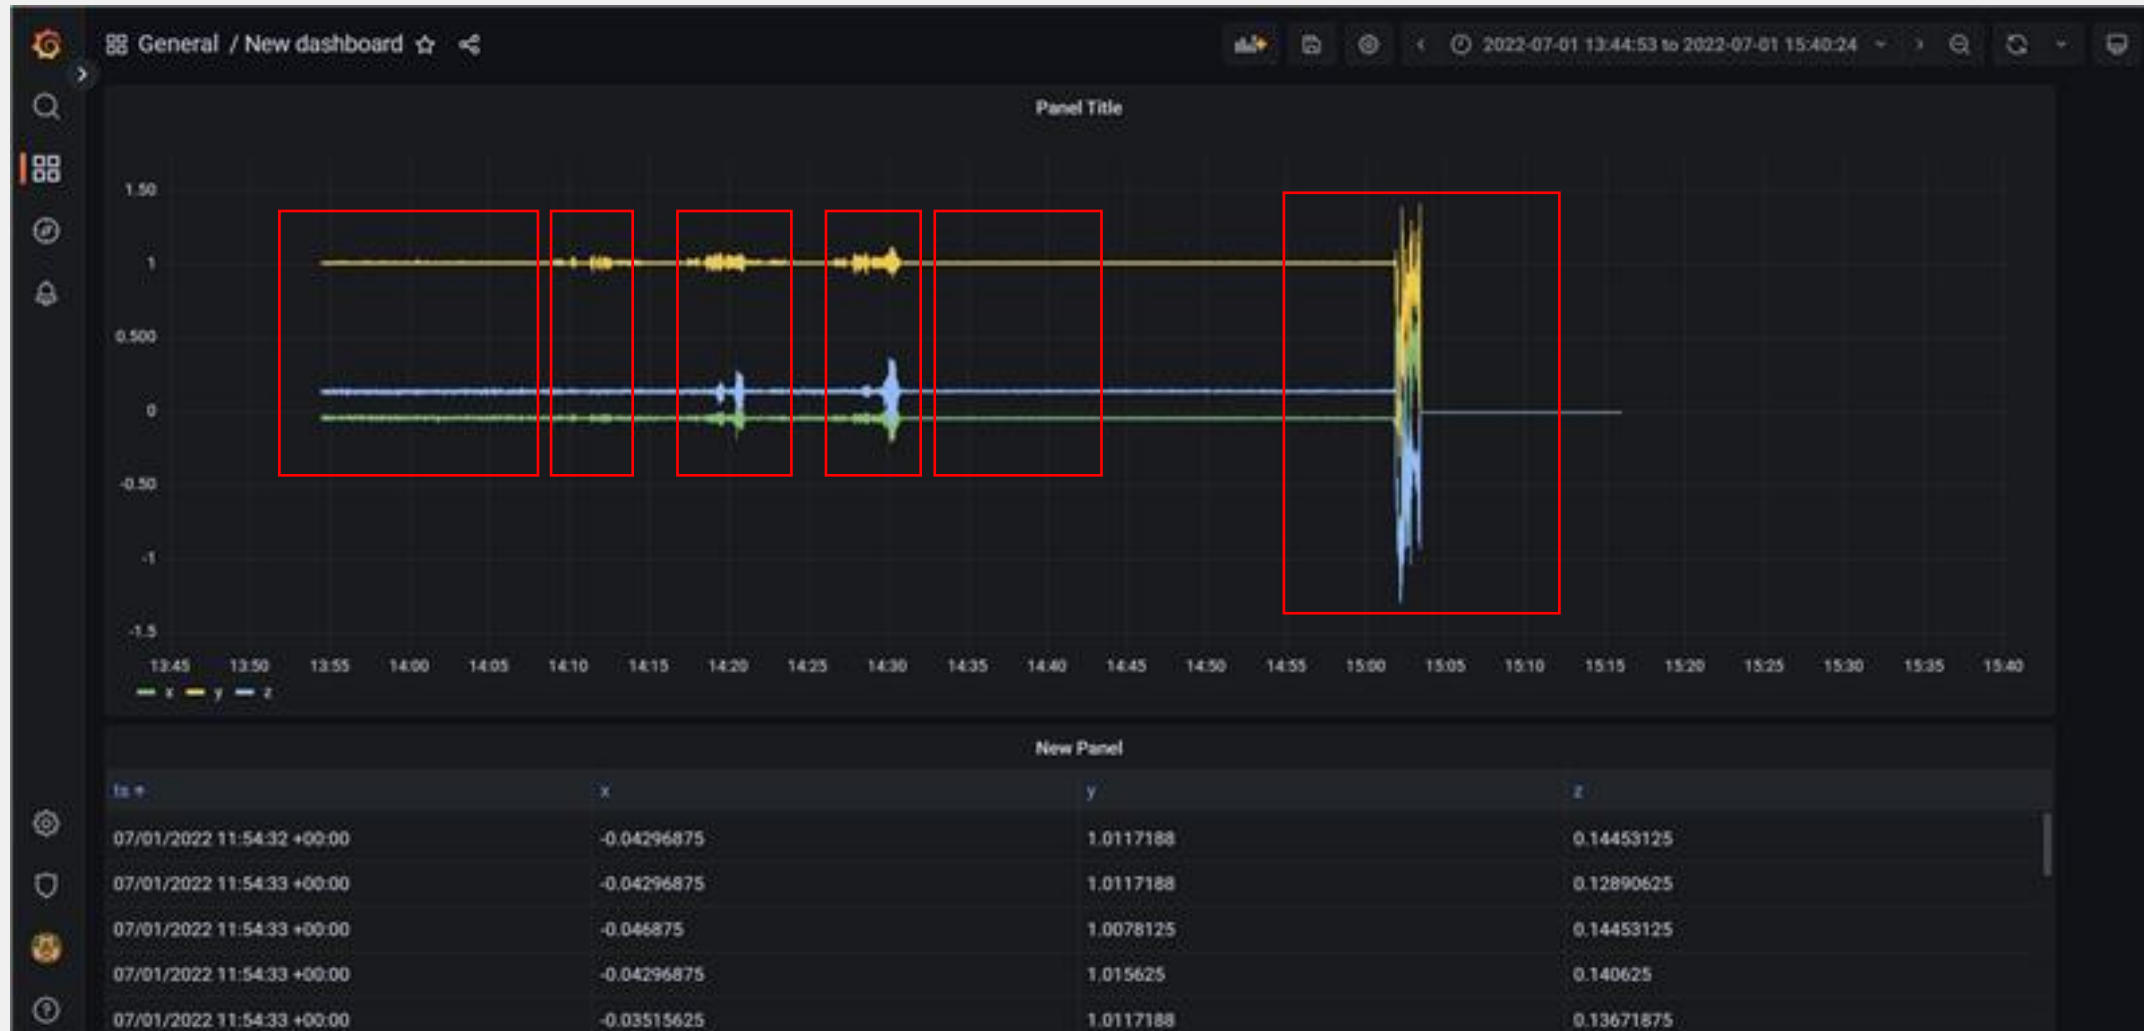 General / New dashboard
2022-07-01 13:44:53 to 2022-07-01 15:40:24
Panel Title
1.50
1
0.500
0
-0.50
-1
-1.5
13:45 13:50 13:55 14:00 14:05 14:10 14:15 14:20 14:25 14:30 14:35 14:40 14:45 14:50 14:55 15:00 15:05 15:10 15:15 15:20 15:25 15:30 15:35 15:40
x y z
New Panel
ts x y z
07/01/2022 11:54:32 +00:00 -0.04296875 1.0117188 0.14453125
07/01/2022 11:54:33 +00:00 -0.04296875 1.0117188 0.12890625
07/01/2022 11:54:33 +00:00 -0.046875 1.0078125 0.14453125
07/01/2022 11:54:33 +00:00 -0.04296875 1.015625 0.140625
07/01/2022 11:54:33 +00:00 -0.03515625 1.0117188 0.13671875